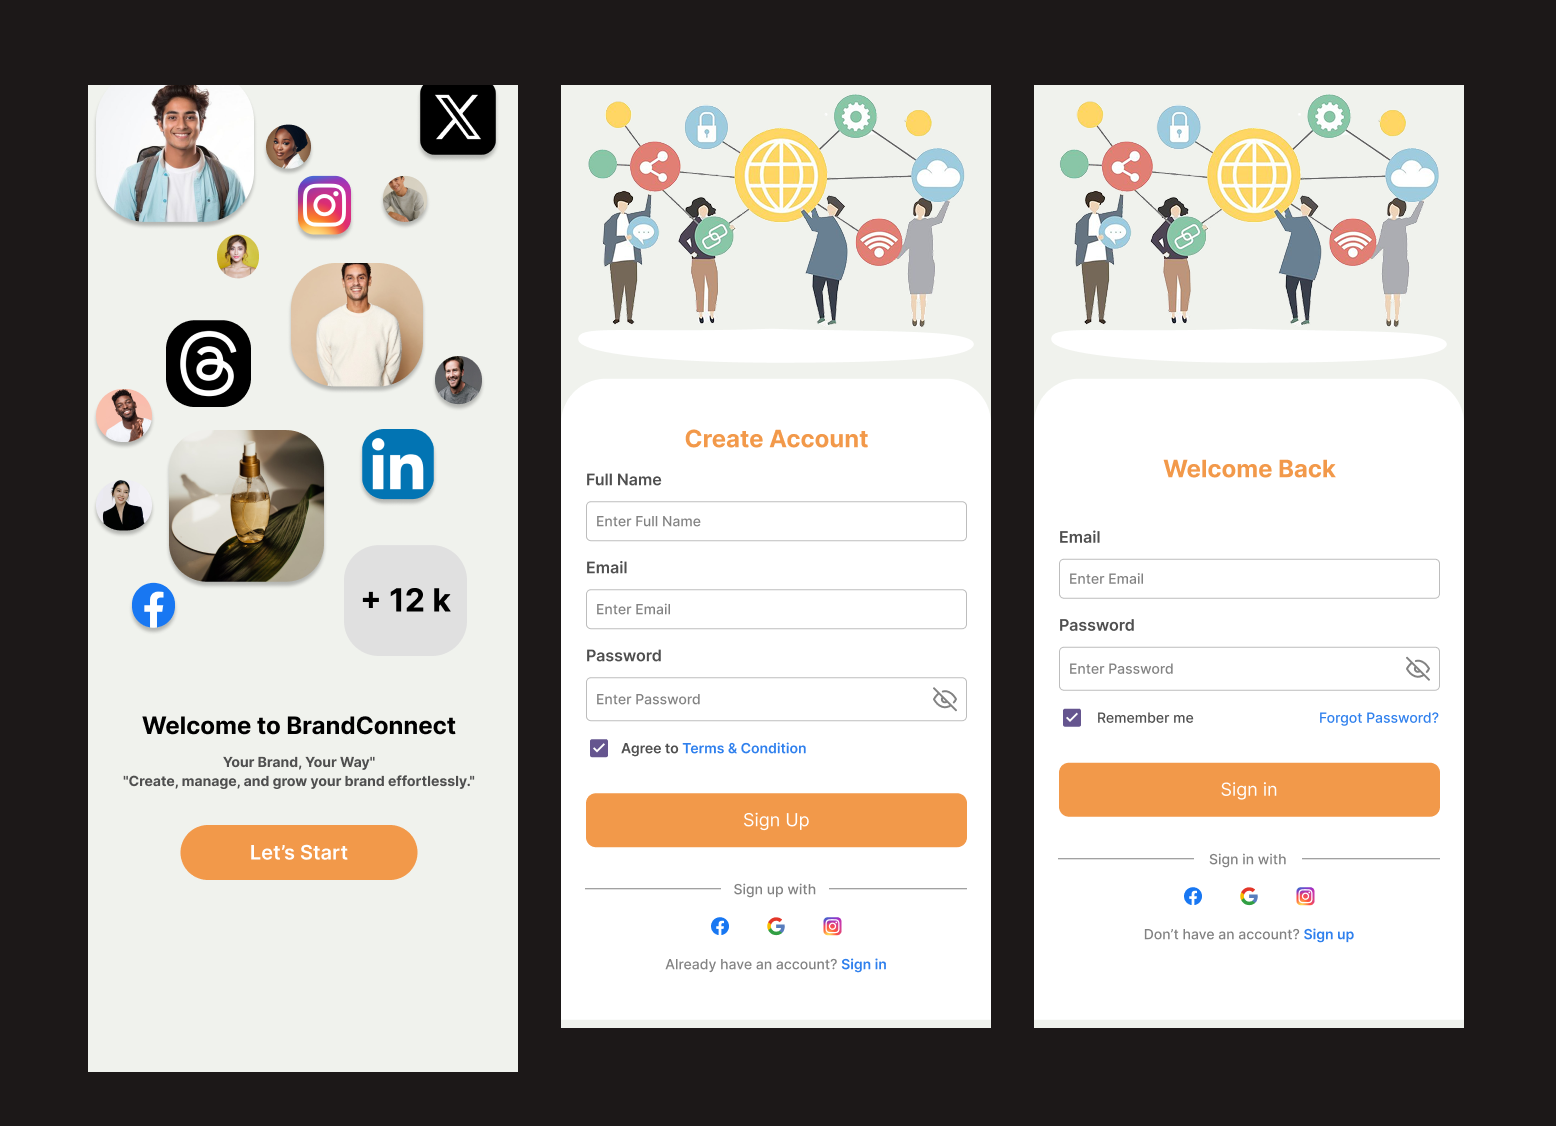 + 12 k
Welcome to BrandConnect
Your Brand, Your Way"
"Create, manage, and grow your brand effortlessly."
Let's Start
Create Account
Full Name
Enter Full Name
Email
Enter Email
Password
Enter Password
Agree to Terms & Condition
Sign Up
Sign up with
Already have an account? Sign in
Welcome Back
Email
Enter Email
Password
Enter Password
Remember me Forgot Password?
Sign in
Sign in with
Don't have an account? Sign up